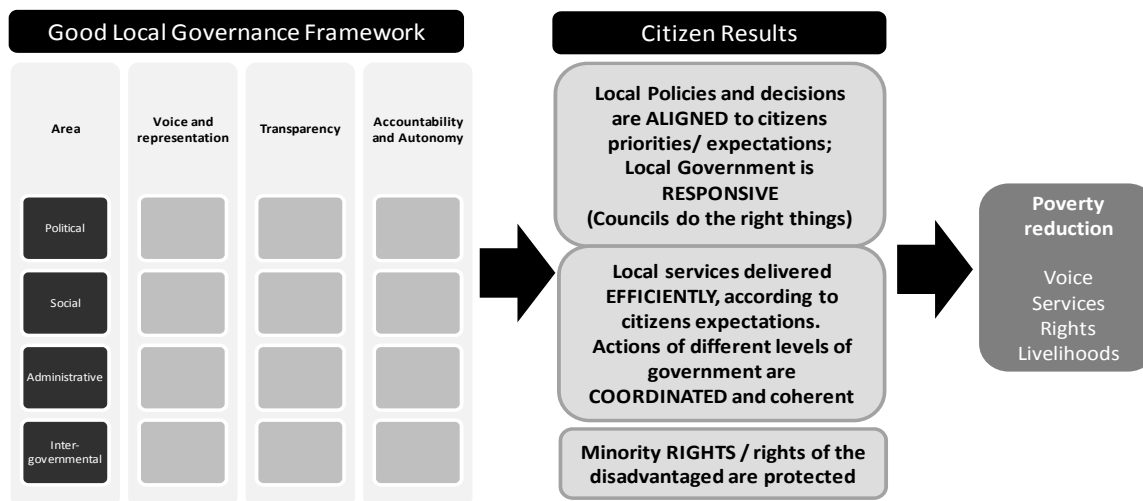 Good Local Governance Framework
Area
Voice and
representation
Transparency
Accountability
and Autonomy
Political
Social
Administrative
Inter-
governmental
Citizen Results
Local Policies and decisions
are ALIGNED to citizens
priorities/ expectations;
Local Government is
RESPONSIVE
(Councils do the right things)
Local services delivered
EFFICIENTLY, according to
citizens expectations.
Actions of different levels of
government are
COORDINATED and coherent
Minority RIGHTS / rights of the
disadvantaged are protected
Poverty
reduction
Voice
Services
Rights
Livelihoods